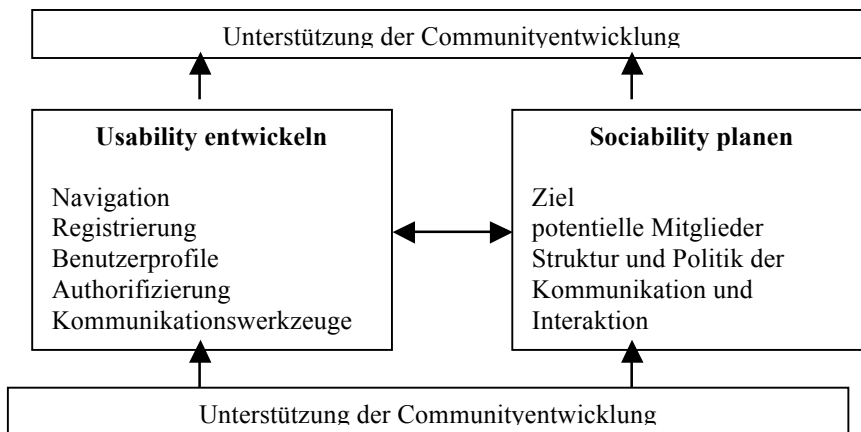 Unterstützung der Communityentwicklung
Usability entwickeln
Navigation
Registrierung
Benutzerprofile
Authorifizierung
Kommunikationswerkzeuge
Sociability planen
Ziel
potentielle Mitglieder
Struktur und Politik der
Kommunikation und
Interaktion
Unterstützung der Communityentwicklung